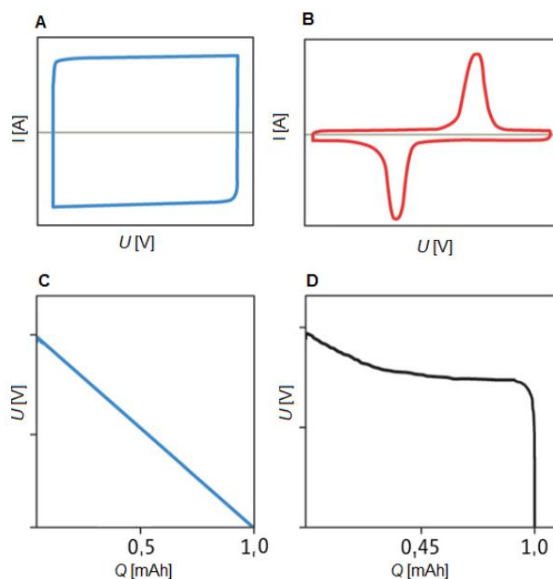 A
I [A]
U [V]
B
I [A]
U [V]
C
U [V]
0,5
1,0
Q [mAh]
D
U [V]
0,45
1,0
Q [mAh]